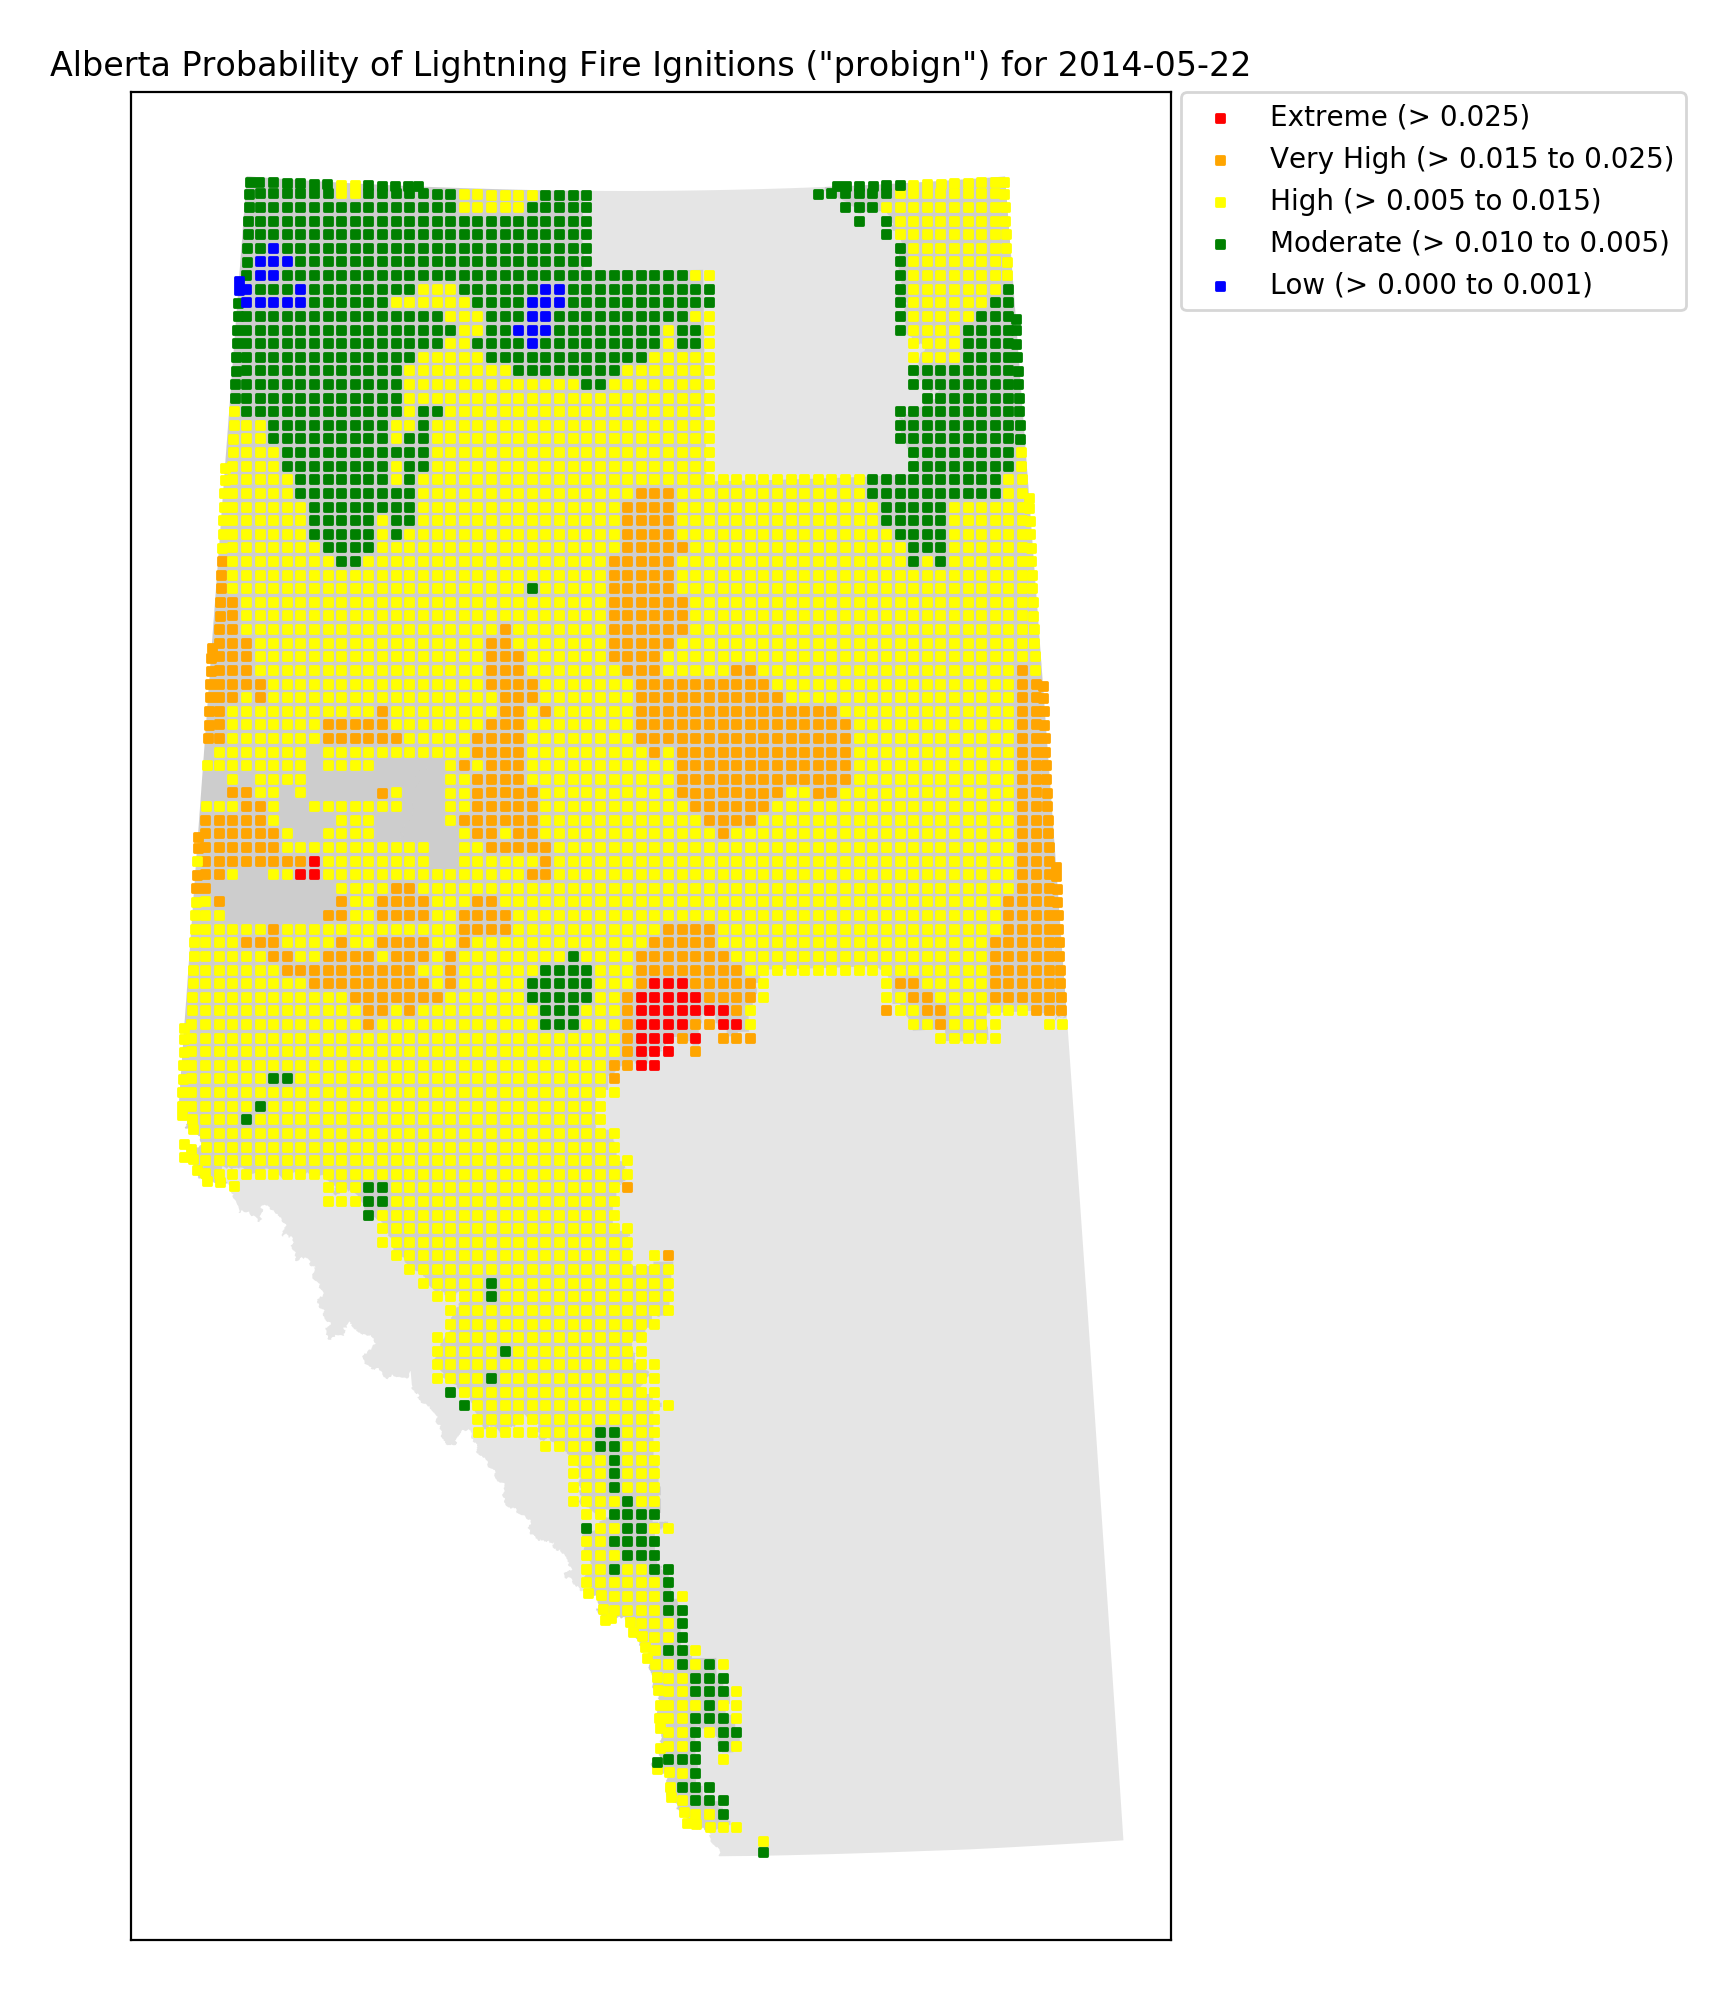 Alberta Probability of Lightning Fire Ignitions ("probign") for 2014-05-22
Extreme (> 0.025)
Very High (> 0.015 to 0.025)
High (> 0.005 to 0.015)
Moderate (> 0.010 to 0.005)
Low (> 0.000 to 0.001)